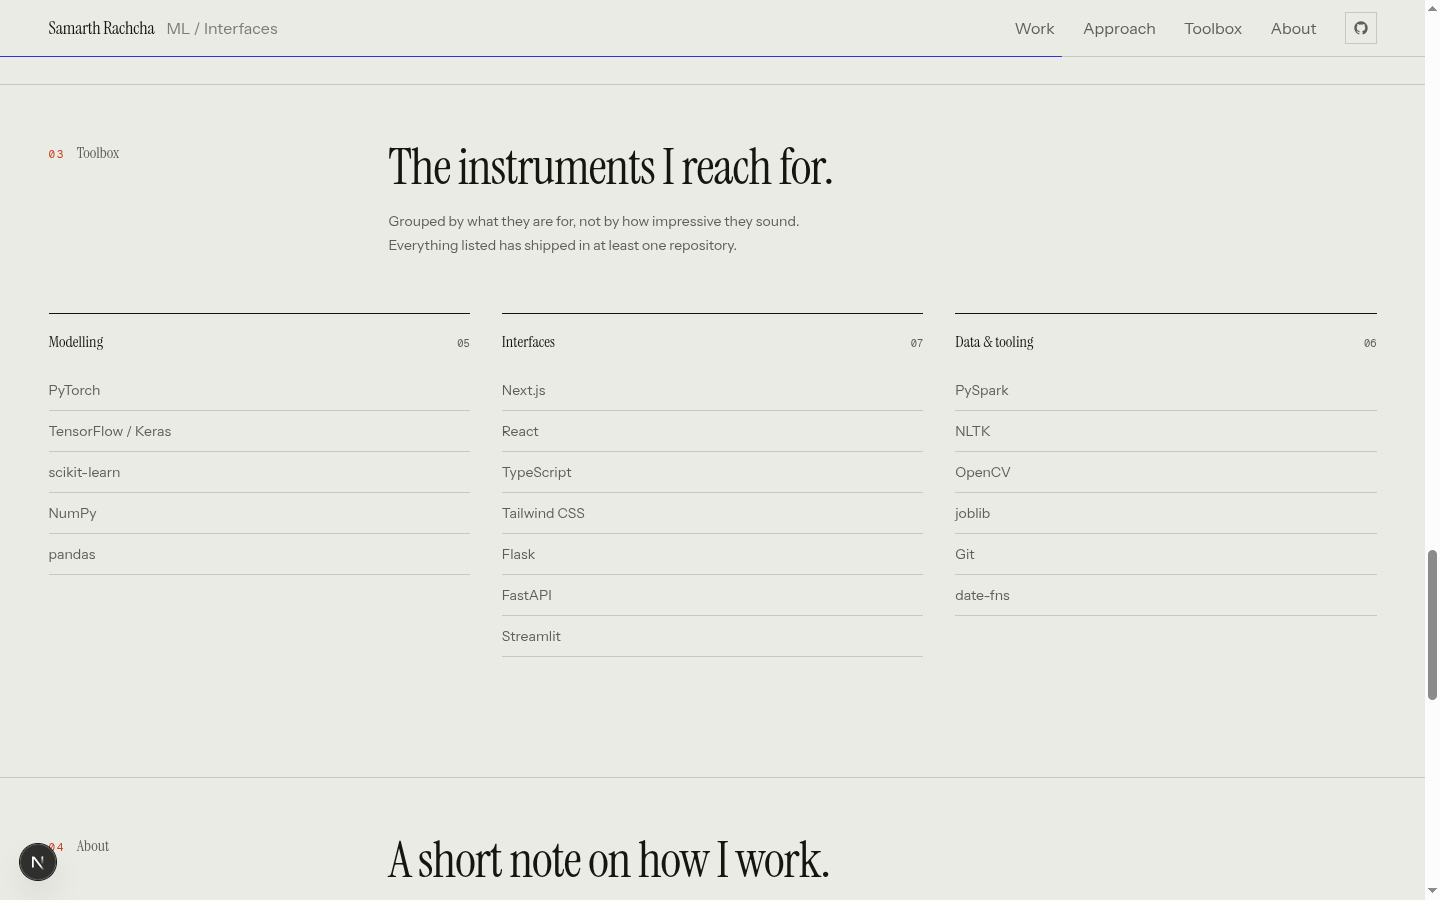 Samarth Rachcha ML / Interfaces Work Approach Toolbox About
03 Toolbox
The instruments I reach for.
Grouped by what they are for, not by how impressive they sound.
Everything listed has shipped in at least one repository.
Modelling 05
PyTorch
TensorFlow / Keras
scikit-learn
NumPy
pandas
Interfaces 07
Next.js
React
TypeScript
Tailwind CSS
Flask
FastAPI
Streamlit
Data & tooling 06
PySpark
NLTK
OpenCV
joblib
Git
date-fns
04 About
A short note on how I work.
N